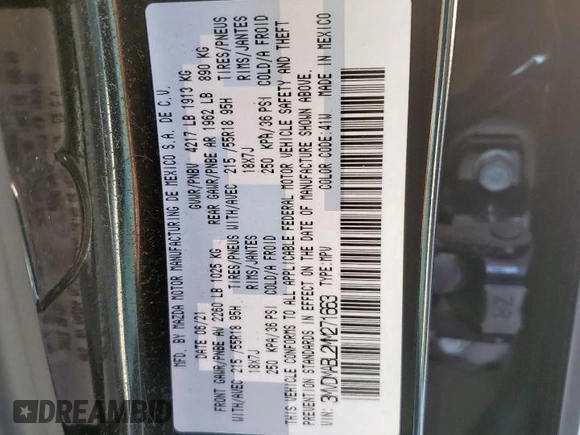 MFD. BY MAZDA MOTOR MANUFACTURING DE MEXICO S.A. DE C.V.
DATE 06/21 GVWR/PNBV 4217 LB 1913 KG
FRONT GAWR/PNBE AV 2260 LB 1025 KG REAR GAWR/PNBE AR 1962 LB 890 KG
WITH/AVEC 215 /55R18 95H TIRES/PNEUS WITH/AVEC 215 /55R18 95H TIRES/PNEUS
18X7J RIMS/JANTES 18X7J RIMS/JANTES
250 KPA/36 PSI COLD/A FROID 250 KPA/36 PSI COLD/A FROID
THIS VEHICLE CONFORMS TO ALL APPLICABLE FEDERAL MOTOR VEHICLE SAFETY AND THEFT
PREVENTION STANDARDS IN EFFECT ON THE DATE OF MANUFACTURE SHOWN ABOVE.
VIN: 3MVDMABL2MM271663 TYPE: MPV COLOR CODE: 41W MADE IN MEXICO
AUTOBIDCAR